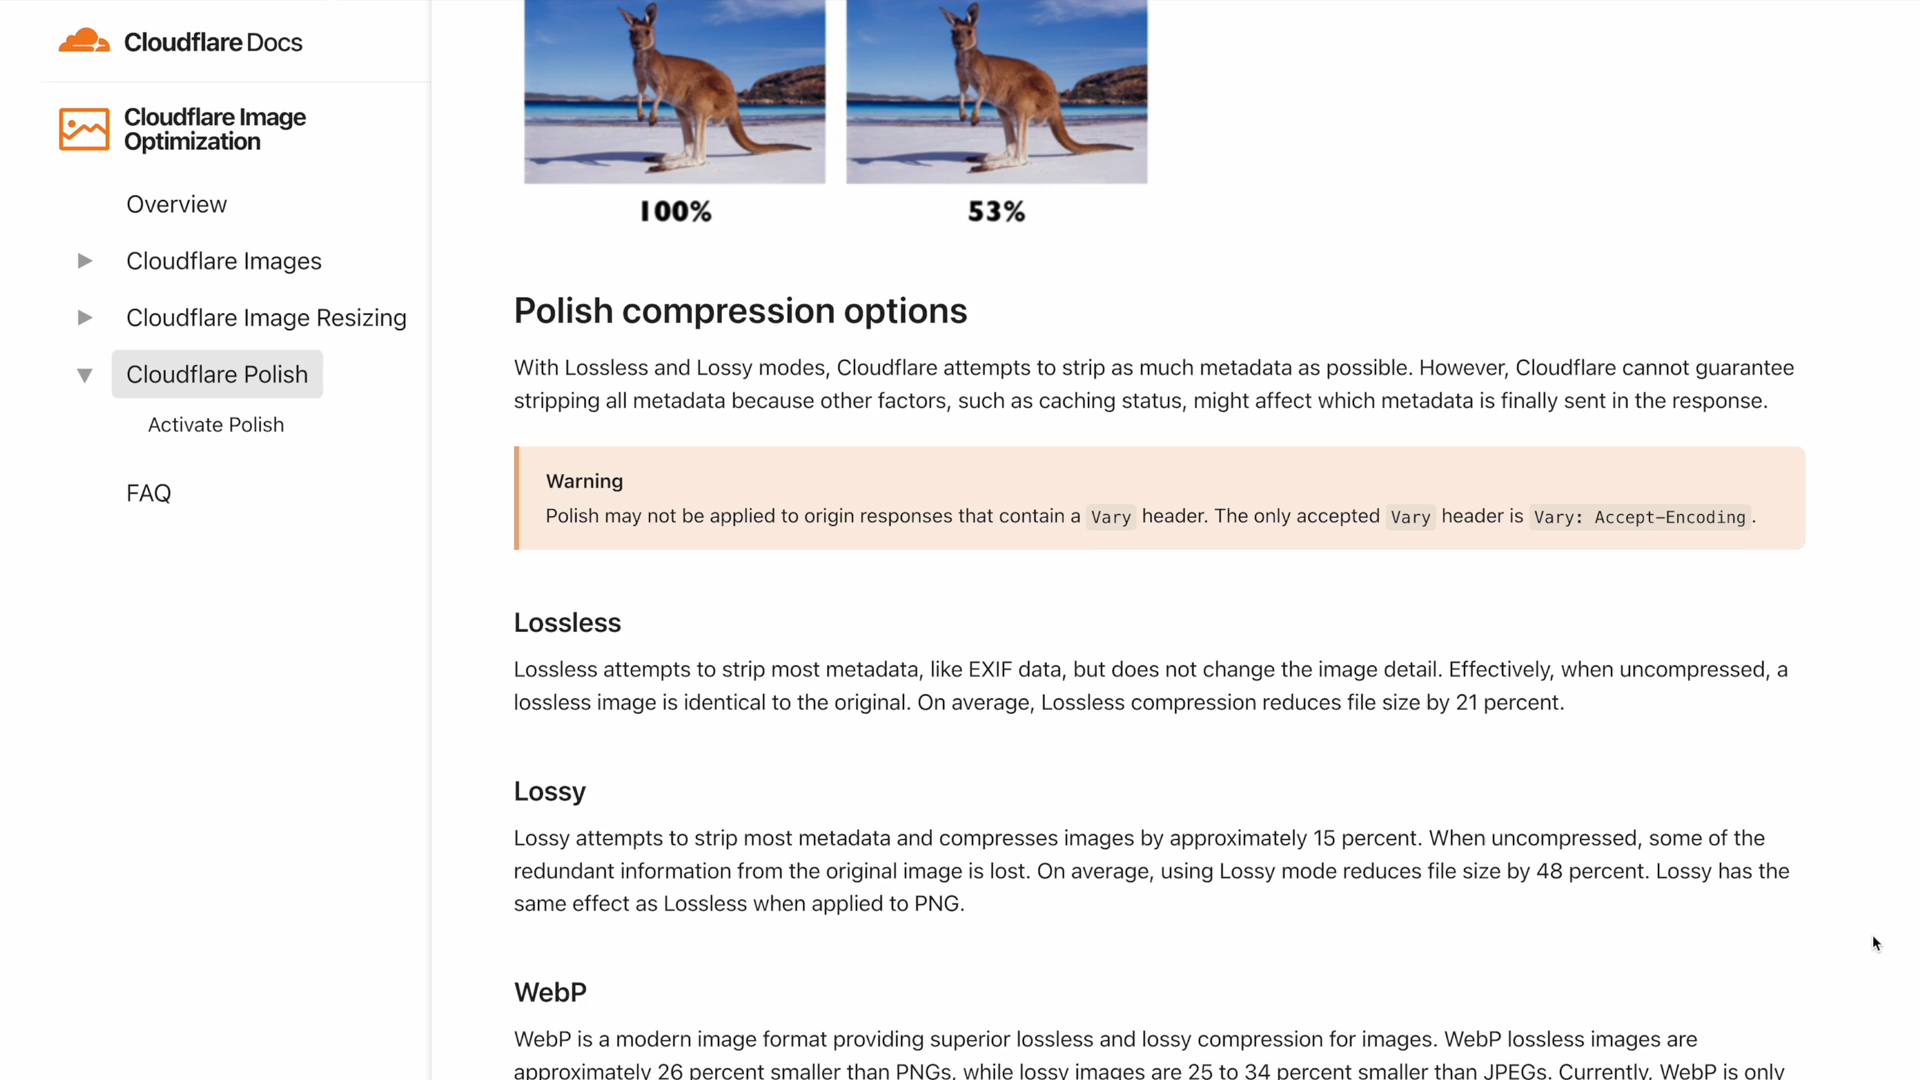 Cloudflare Docs
Cloudflare Image
Optimization
Overview
Cloudflare Images
Cloudflare Image Resizing
Cloudflare Polish
Activate Polish
FAQ
100%
53%
Polish compression options
With Lossless and Lossy modes, Cloudflare attempts to strip as much metadata as possible. However, Cloudflare cannot guarantee
stripping all metadata because other factors, such as caching status, might affect which metadata is finally sent in the response.
Warning
Polish may not be applied to origin responses that contain a Vary header. The only accepted Vary header is Vary: Accept-Encoding.
Lossless
Lossless attempts to strip most metadata, like EXIF data, but does not change the image detail. Effectively, when uncompressed, a
lossless image is identical to the original. On average, Lossless compression reduces file size by 21 percent.
Lossy
Lossy attempts to strip most metadata and compresses images by approximately 15 percent. When uncompressed, some of the
redundant information from the original image is lost. On average, using Lossy mode reduces file size by 48 percent. Lossy has the
same effect as Lossless when applied to PNG.
WebP
WebP is a modern image format providing superior lossless and lossy compression for images. WebP lossless images are
approximately 26 percent smaller than PNGs, while lossy images are 25 to 34 percent smaller than JPEGs. Currently, WebP is only